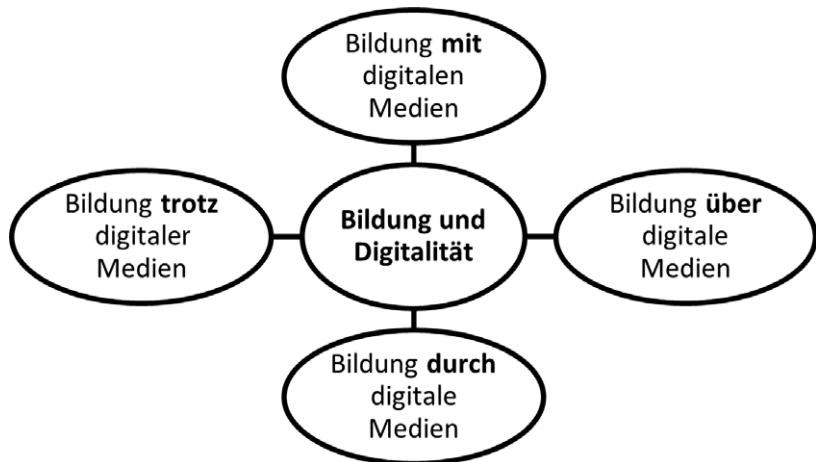 Bildung mit
digitalen
Medien
Bildung trotz
digitaler
Medien
Bildung und
Digitalität
Bildung über
digitale
Medien
Bildung durch
digitale
Medien